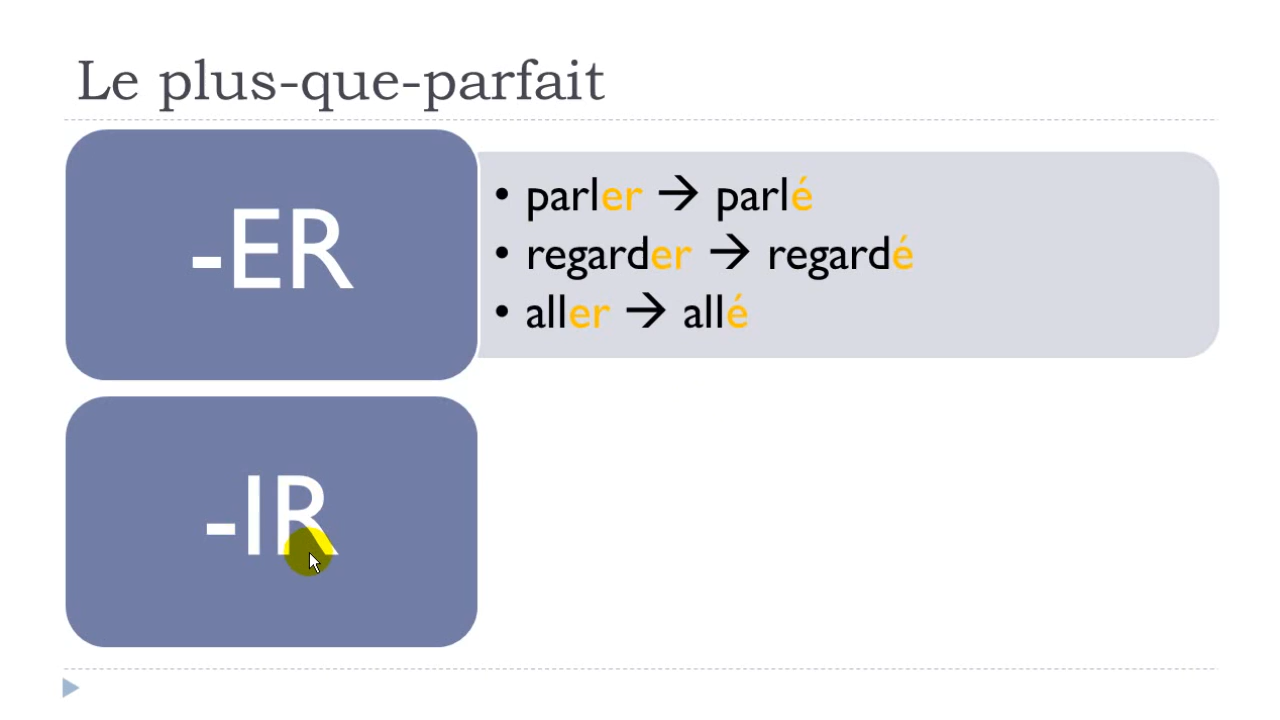 Le plus-que-parfait
-ER
• parler → parlé
• regarder → regardé
• aller → allé
-IR